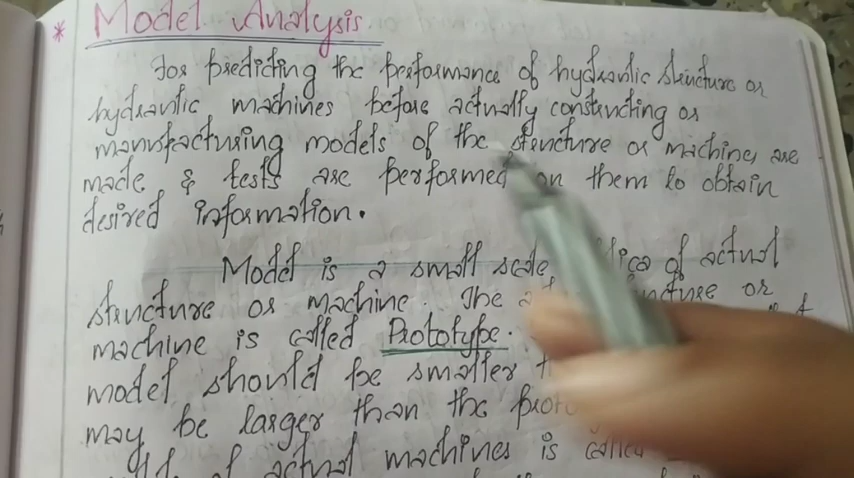 * Model Analysis
For predicting the performance of hydraulic structure or
hydraulic machines before actually constructing or
manufacturing models of the structure or machines are
made & tests are performed on them to obtain
desired information.
Model is a small scale of actual
structure or machine. The or
machine is called Prototype.
model should be smaller
may be larger than the
of actual machines is called